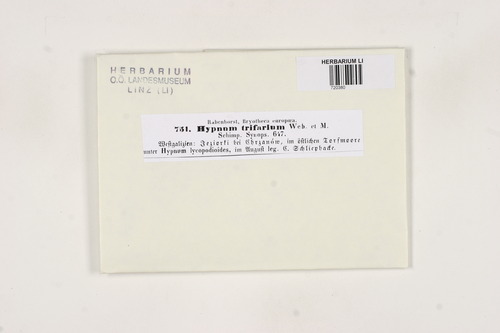 HERBARIUM
O.Ö. LANDESMUSEUM
LINZ (LI)
HERBARIUM LI
720380
Rabenhorst, Bryotheca europaea.
751. Hypnum trifarium Web. et M.
Schimp. Synops. 647.
Westgalizien: Jeziorki bei Chrzanów, im östlichen Torfmoore
unter Hypnum lycopodioides, im August leg. C. Schliephacke.